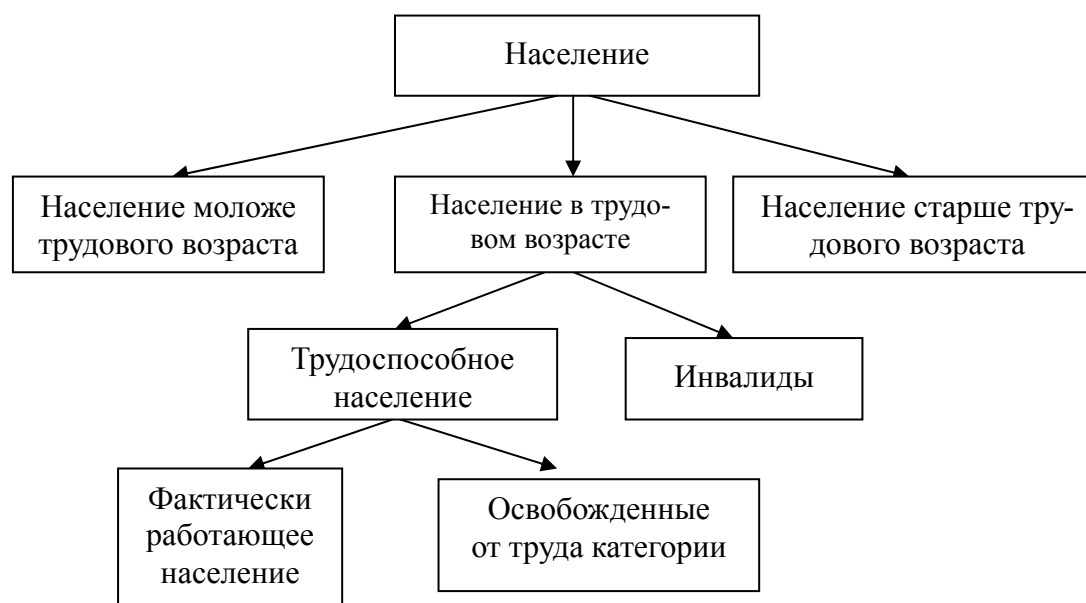 Население
Население моложе
трудового возраста
Население в трудо-
вом возрасте
Население старше тру-
дового возраста
Трудоспособное
население
Инвалиды
Фактически
работающее
население
Освобожденные
от труда категории